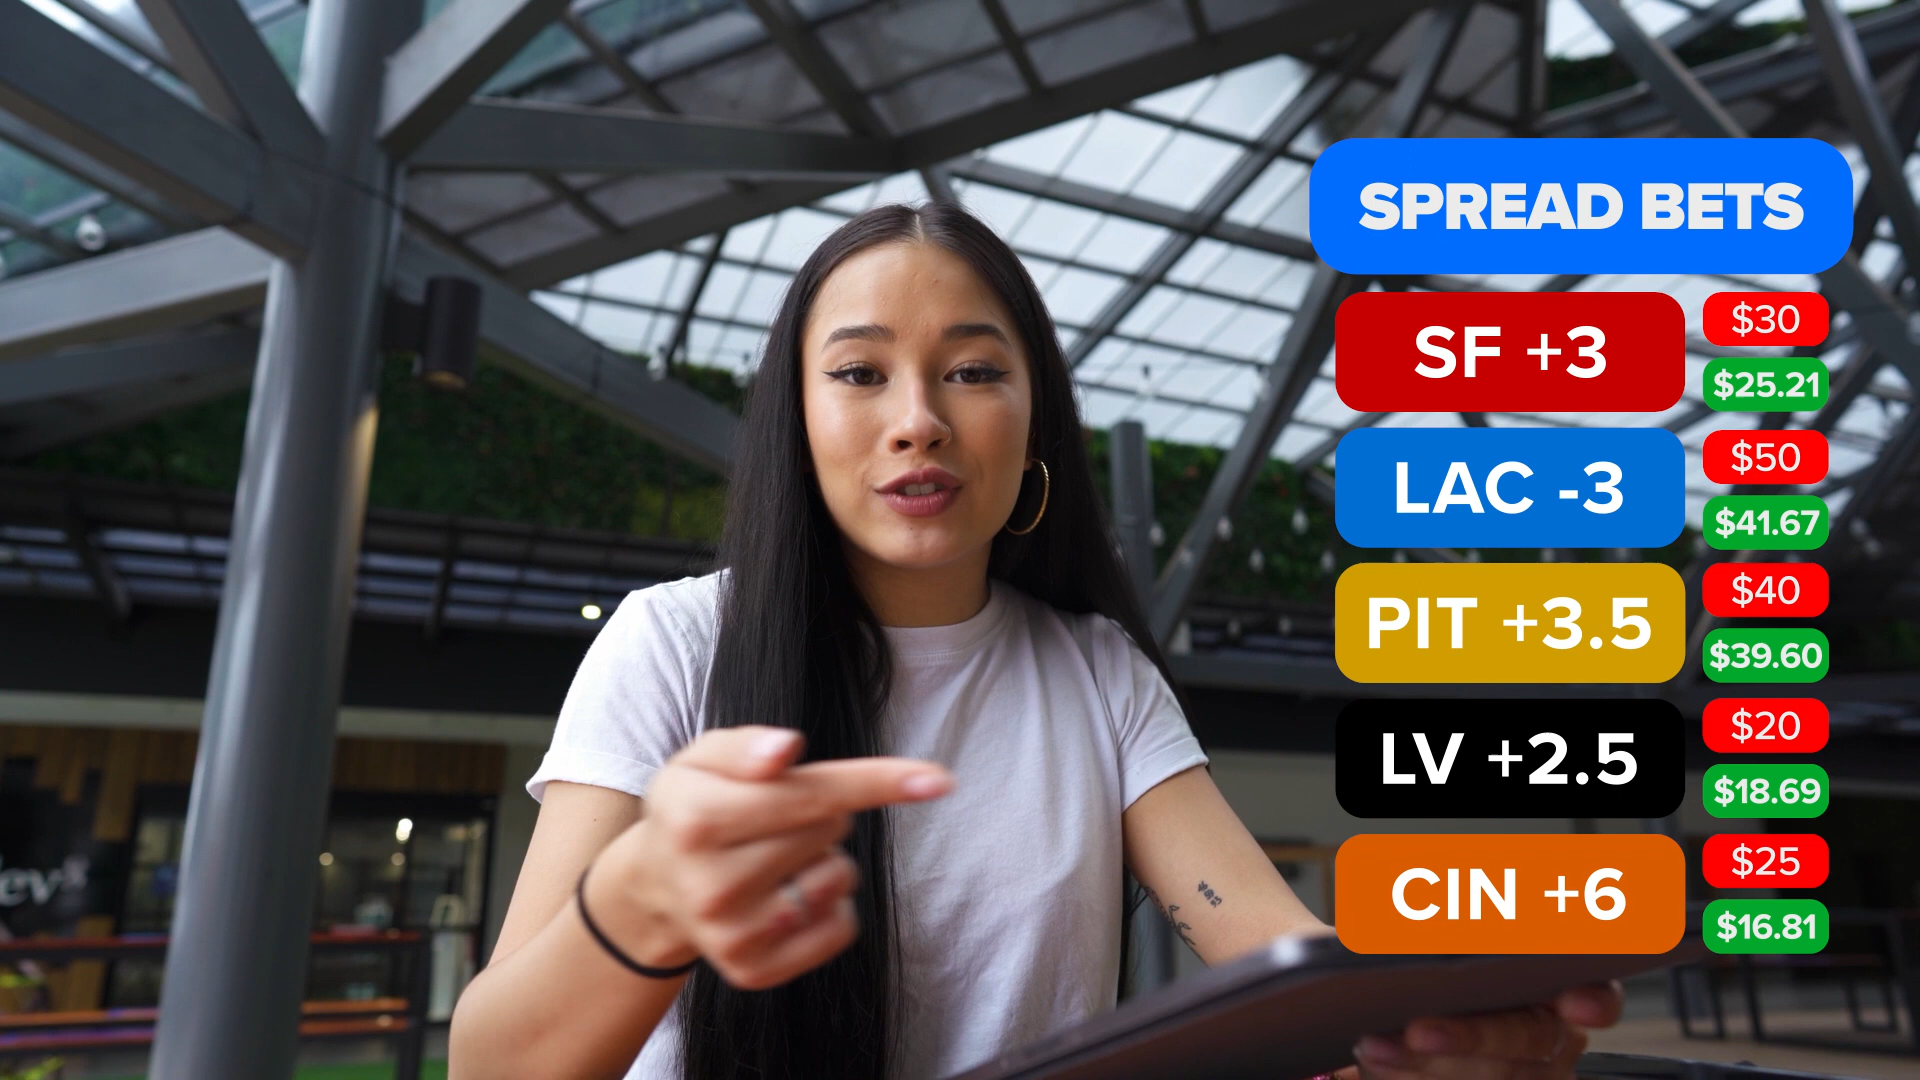 SPREAD BETS
SF +3
$30
$25.21
LAC -3
$50
$41.67
PIT +3.5
$40
$39.60
LV +2.5
$20
$18.69
CIN +6
$25
$16.81